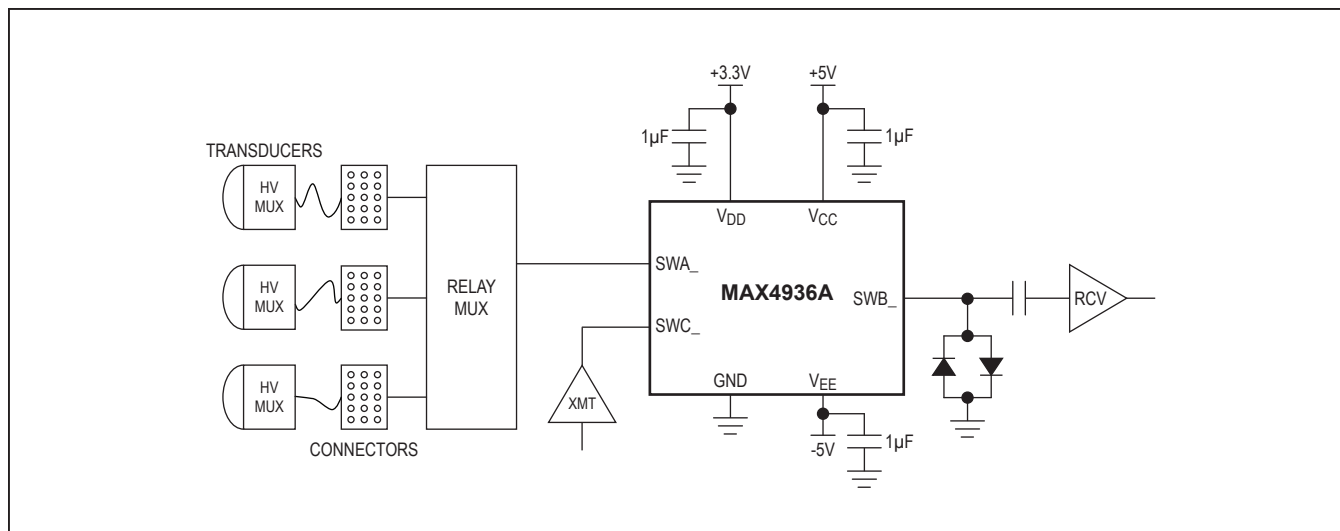 +3.3V
+5V
1µF
1µF
TRANSDUCERS
HV
MUX
VDD
VCC
SWA_
RELAY
MUX
MAX4936A
SWB_
RCV
HV
MUX
SWC_
GND
VEE
HV
MUX
XMT
-5V
1µF
CONNECTORS